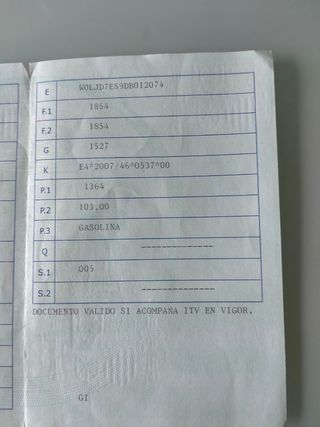 E W0LJD7E89DB012074
F.1 1854
F.2 1854
G 1527
K E4*2007/46*0537*00
P.1 1364
P.2 103,00
P.3 GASOLINA
Q --------------
S.1 005
S.2 --------------
DOCUMENTO VALIDO SI ACOMPAÑA ITV EN VIGOR.
GI